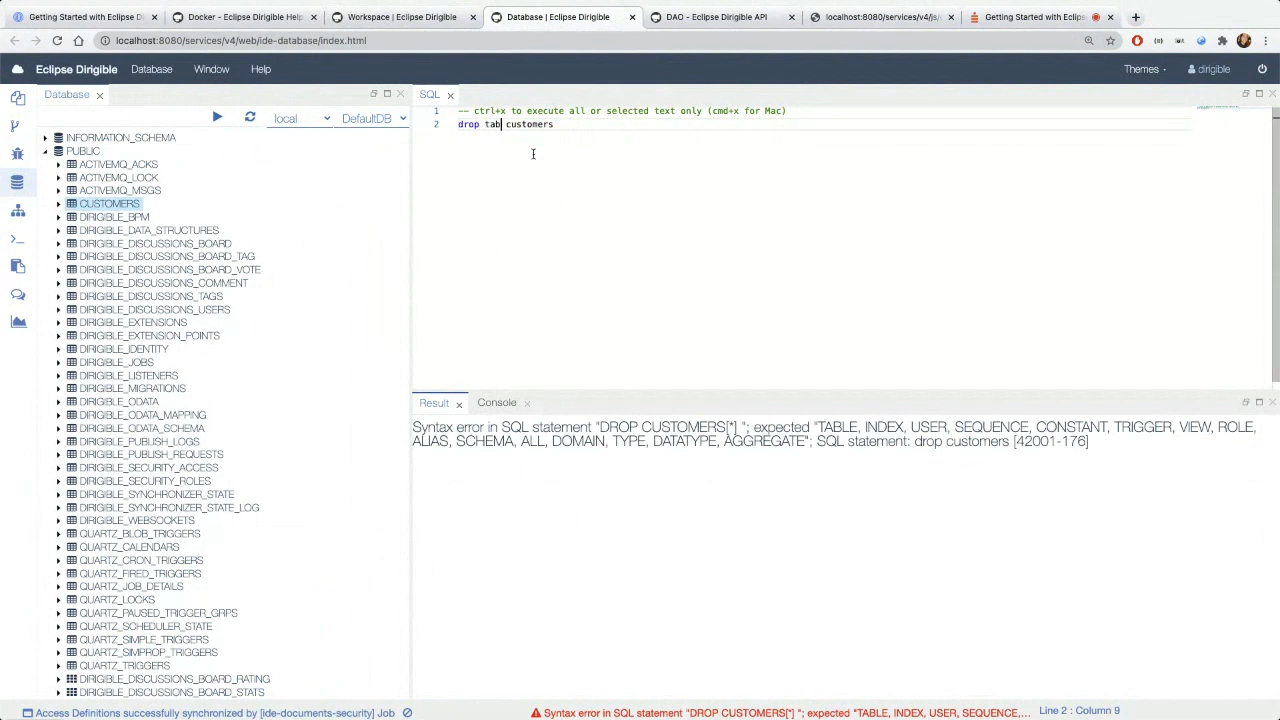 Getting Started with Eclipse D
Docker - Eclipse Dirigible Help
Workspace | Eclipse Dirigible
Database | Eclipse Dirigible
DAO - Eclipse Dirigible API
localhost:8080/services/v4/js/
Getting Started with Eclips
localhost:8080/services/v4/web/ide-database/index.html
Eclipse Dirigible
Database
Window
Help
Themes
dirigible
Database
local
DefaultDB
INFORMATION_SCHEMA
PUBLIC
ACTIVEMQ_ACKS
ACTIVEMQ_LOCK
ACTIVEMQ_MSGS
CUSTOMERS
DIRIGIBLE_BPM
DIRIGIBLE_DATA_STRUCTURES
DIRIGIBLE_DISCUSSIONS_BOARD
DIRIGIBLE_DISCUSSIONS_BOARD_TAG
DIRIGIBLE_DISCUSSIONS_BOARD_VOTE
DIRIGIBLE_DISCUSSIONS_COMMENT
DIRIGIBLE_DISCUSSIONS_TAGS
DIRIGIBLE_DISCUSSIONS_USERS
DIRIGIBLE_EXTENSIONS
DIRIGIBLE_EXTENSION_POINTS
DIRIGIBLE_IDENTITY
DIRIGIBLE_JOBS
DIRIGIBLE_LISTENERS
DIRIGIBLE_MIGRATIONS
DIRIGIBLE_ODATA
DIRIGIBLE_ODATA_MAPPING
DIRIGIBLE_ODATA_SCHEMA
DIRIGIBLE_PUBLISH_LOGS
DIRIGIBLE_PUBLISH_REQUESTS
DIRIGIBLE_SECURITY_ACCESS
DIRIGIBLE_SECURITY_ROLES
DIRIGIBLE_SYNCHRONIZER_STATE
DIRIGIBLE_SYNCHRONIZER_STATE_LOG
DIRIGIBLE_WEBSOCKETS
QUARTZ_BLOB_TRIGGERS
QUARTZ_CALENDARS
QUARTZ_CRON_TRIGGERS
QUARTZ_FIRED_TRIGGERS
QUARTZ_JOB_DETAILS
QUARTZ_LOCKS
QUARTZ_PAUSED_TRIGGER_GRPS
QUARTZ_SCHEDULER_STATE
QUARTZ_SIMPLE_TRIGGERS
QUARTZ_SIMPROP_TRIGGERS
QUARTZ_TRIGGERS
DIRIGIBLE_DISCUSSIONS_BOARD_RATING
DIRIGIBLE_DISCUSSIONS_BOARD_STATS
SQL
1 -- ctrl+x to execute all or selected text only (cmd+x for Mac)
2 drop tab customers
Result
Console
Syntax error in SQL statement "DROP CUSTOMERS[*] "; expected "TABLE, INDEX, USER, SEQUENCE, CONSTANT, TRIGGER, VIEW, ROLE,
ALIAS, SCHEMA, ALL, DOMAIN, TYPE, DATATYPE, AGGREGATE"; SQL statement: drop customers [42001-176]
Access Definitions successfully synchronized by [ide-documents-security] Job
Syntax error in SQL statement "DROP CUSTOMERS[*] "; expected "TABLE, INDEX, USER, SEQUENCE,...
Line 2 : Column 9